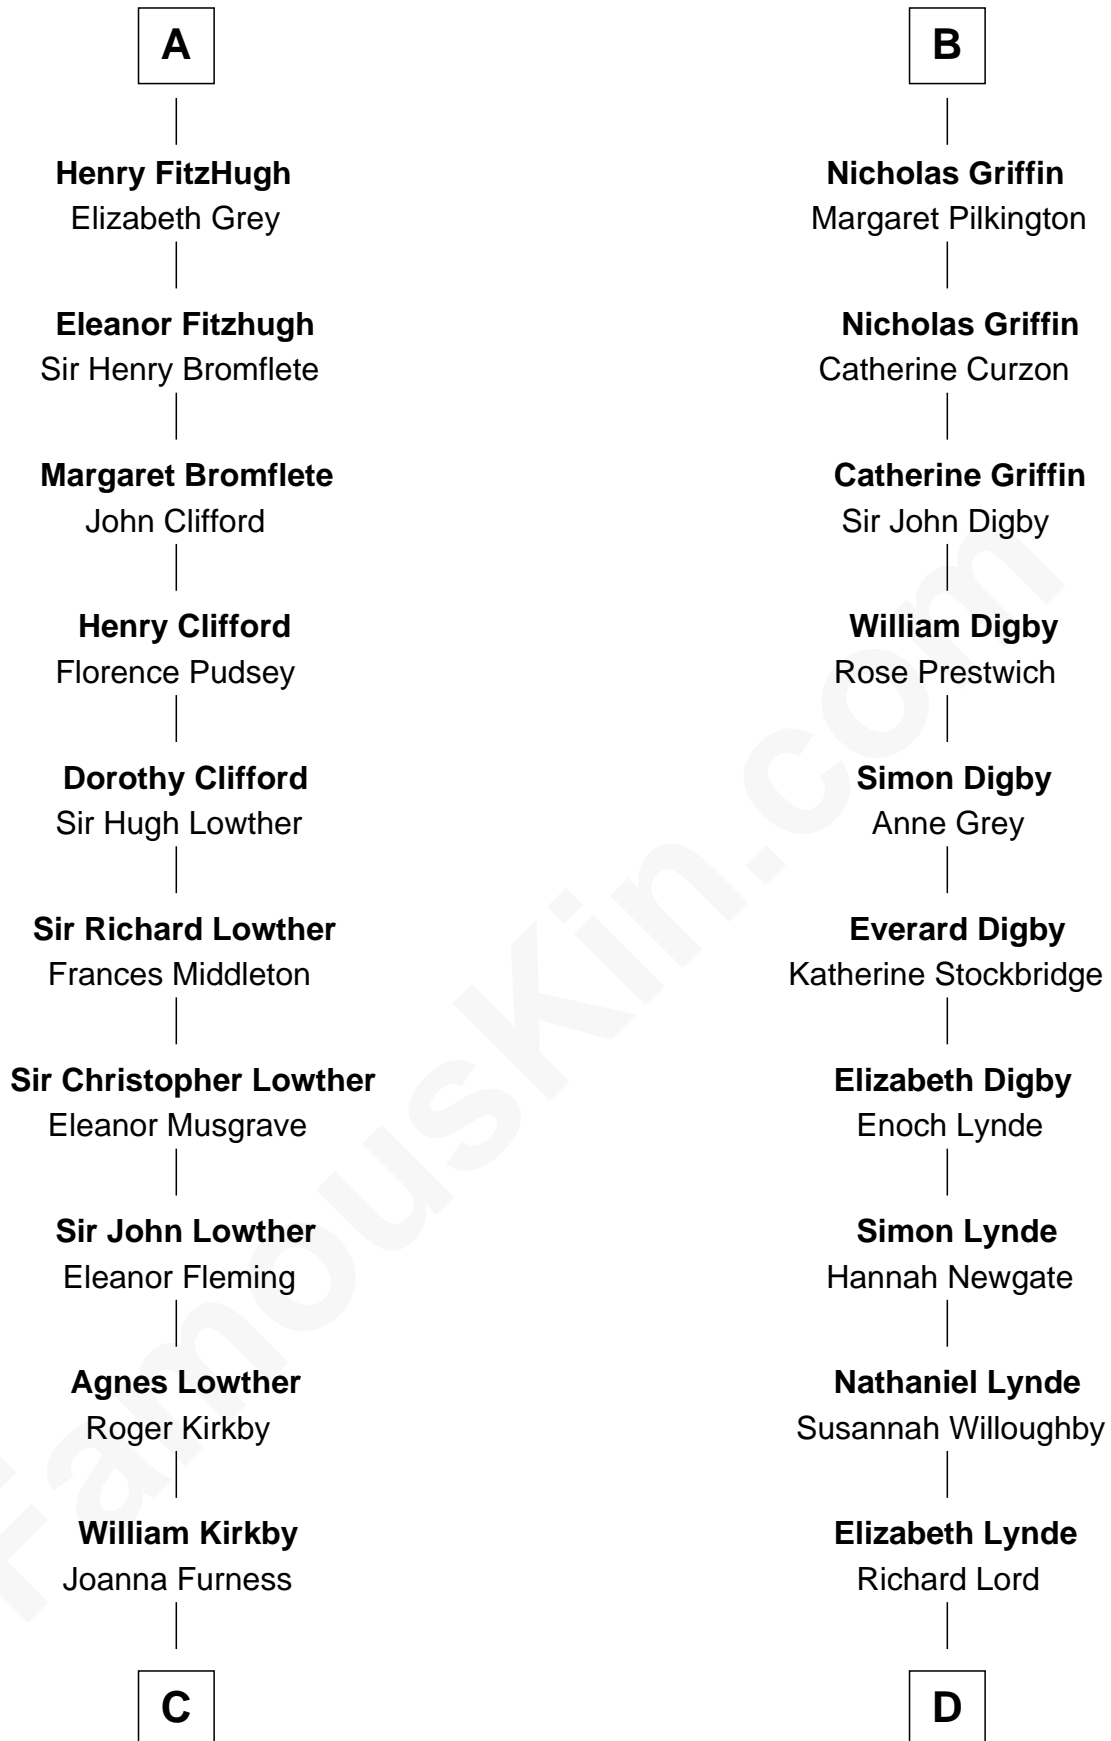 A
Henry FitzHugh
Elizabeth Grey
Eleanor Fitzhugh
Sir Henry Bromflete
Margaret Bromflete
John Clifford
Henry Clifford
Florence Pudsey
Dorothy Clifford
Sir Hugh Lowther
Sir Richard Lowther
Frances Middleton
Sir Christopher Lowther
Eleanor Musgrave
Sir John Lowther
Eleanor Fleming
Agnes Lowther
Roger Kirkby
William Kirkby
Joanna Furness
C
B
Nicholas Griffin
Margaret Pilkington
Nicholas Griffin
Catherine Curzon
Catherine Griffin
Sir John Digby
William Digby
Rose Prestwich
Simon Digby
Anne Grey
Everard Digby
Katherine Stockbridge
Elizabeth Digby
Enoch Lynde
Simon Lynde
Hannah Newgate
Nathaniel Lynde
Susannah Willoughby
Elizabeth Lynde
Richard Lord
D
FamousKin.com